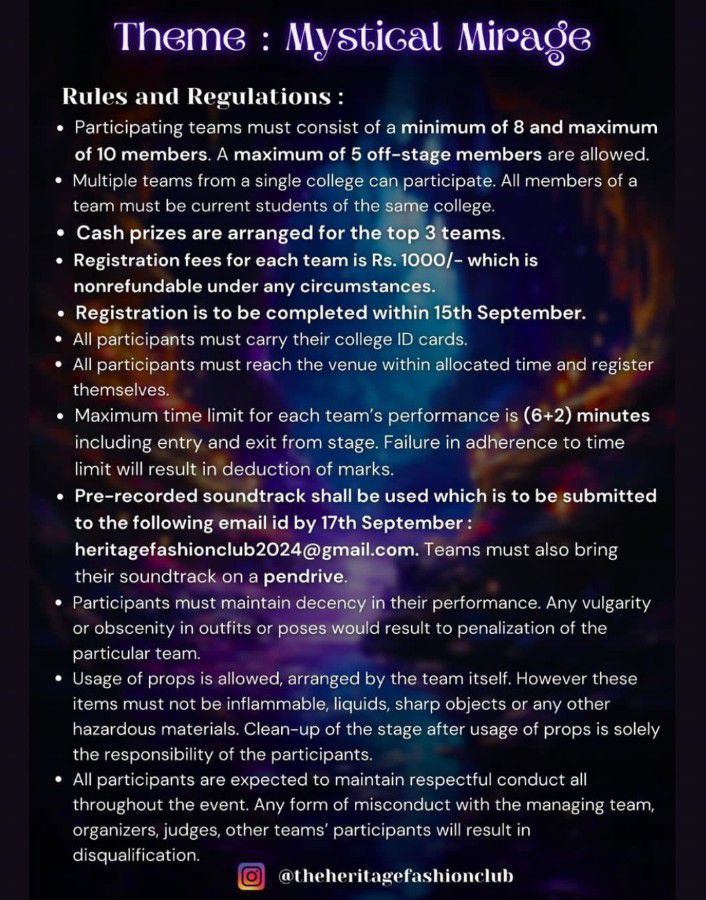 Theme : Mystical Mirage
Rules and Regulations :
• Participating teams must consist of a minimum of 8 and maximum
of 10 members. A maximum of 5 off-stage members are allowed.
• Multiple teams from a single college can participate. All members of a
team must be current students of the same college.
• Cash prizes are arranged for the top 3 teams.
• Registration fees for each team is Rs. 1000/- which is
nonrefundable under any circumstances.
• Registration is to be completed within 15th September.
• All participants must carry their college ID cards.
• All participants must reach the venue within allocated time and register
themselves.
• Maximum time limit for each team's performance is (6+2) minutes
including entry and exit from stage. Failure in adherence to time
limit will result in deduction of marks.
• Pre-recorded soundtrack shall be used which is to be submitted
to the following email id by 17th September :
heritagefashionclub2024@gmail.com. Teams must also bring
their soundtrack on a pendrive.
• Participants must maintain decency in their performance. Any vulgarity
or obscenity in outfits or poses would result to penalization of the
particular team.
• Usage of props is allowed, arranged by the team itself. However these
items must not be inflammable, liquids, sharp objects or any other
hazardous materials. Clean-up of the stage after usage of props is solely
the responsibility of the participants.
• All participants are expected to maintain respectful conduct all
throughout the event. Any form of misconduct with the managing team,
organizers, judges, other teams' participants will result in
disqualification.
@theheritagefashionclub